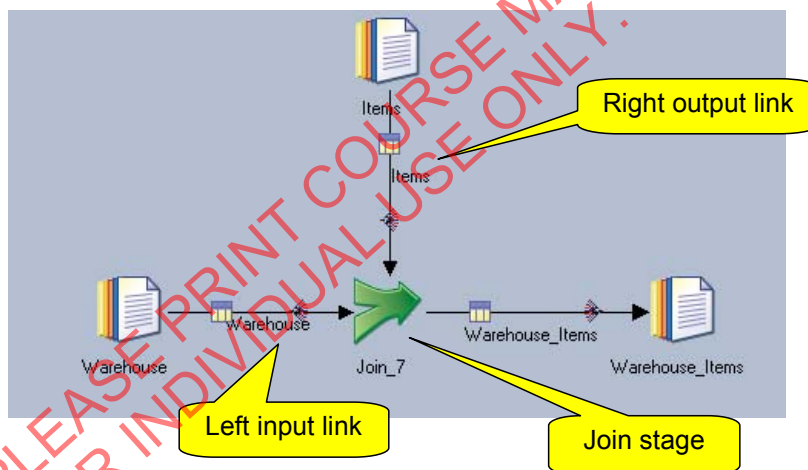 Items
Right output link
Items
Warehouse
Warehouse_Items
Warehouse
Join_7
Warehouse_Items
Left input link
Join stage
PLEASE PRINT COURSE MA
R INDIVIDUAL USE ONLY.